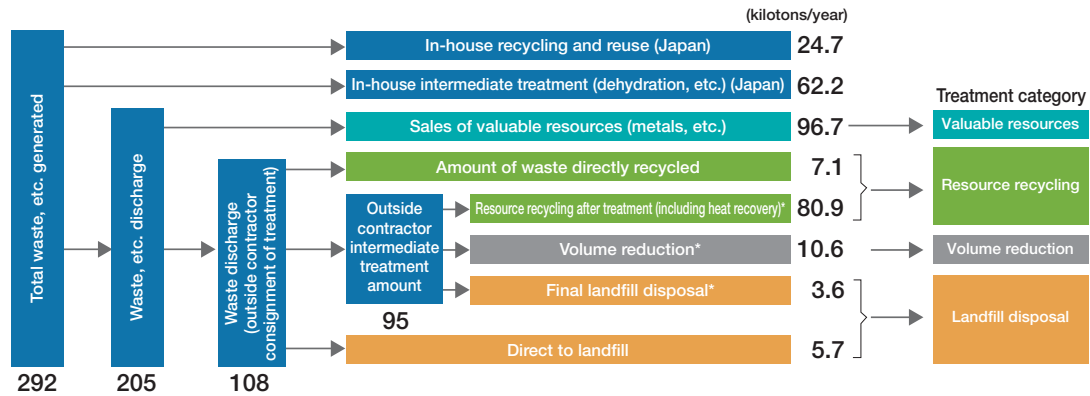 (kilotons/year)
In-house recycling and reuse (Japan) 24.7
In-house intermediate treatment (dehydration, etc.) (Japan) 62.2
Treatment category
Sales of valuable resources (metals, etc.) 96.7 Valuable resources
Amount of waste directly recycled 7.1
Resource recycling
Resource recycling after treatment (including heat recovery)* 80.9
Volume reduction* 10.6 Volume reduction
Final landfill disposal* 3.6
Landfill disposal
Direct to landfill 5.7
Outside
contractor
intermediate
treatment
amount
95
Total waste, etc. generated
292
Waste, etc. discharge
205
Waste discharge
(outside contractor
consignment of treatment)
108